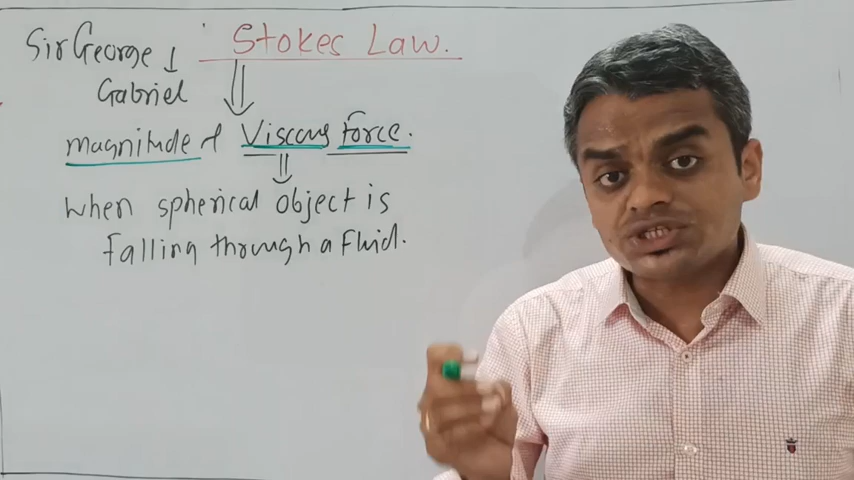 Sir George
Gabriel
Stokes Law.
magnitude of Viscous Force.
when spherical object is
falling through a Fluid.